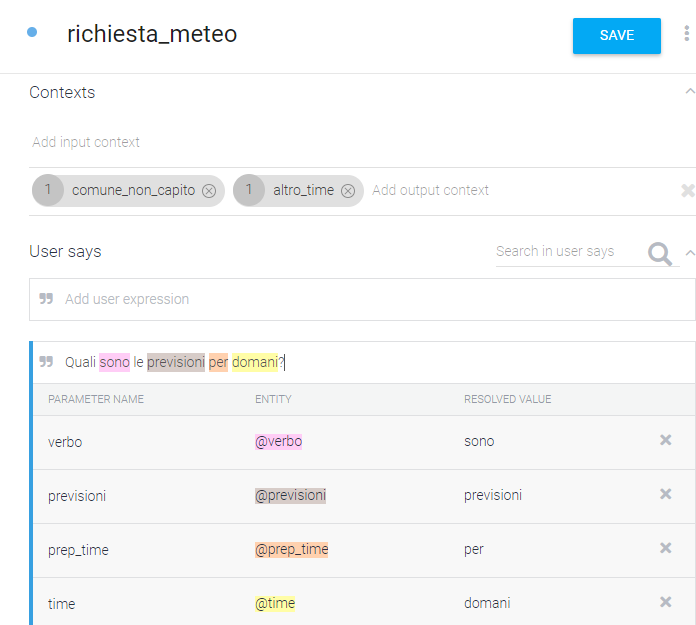 richiesta_meteo
SAVE
Contexts
Add input context
1 comune_non_capito 1 altro_time Add output context
User says Search in user says
Add user expression
Quali sono le previsioni per domani?
PARAMETER NAME ENTITY RESOLVED VALUE
verbo @verbo sono
previsioni @previsioni previsioni
prep_time @prep_time per
time @time domani